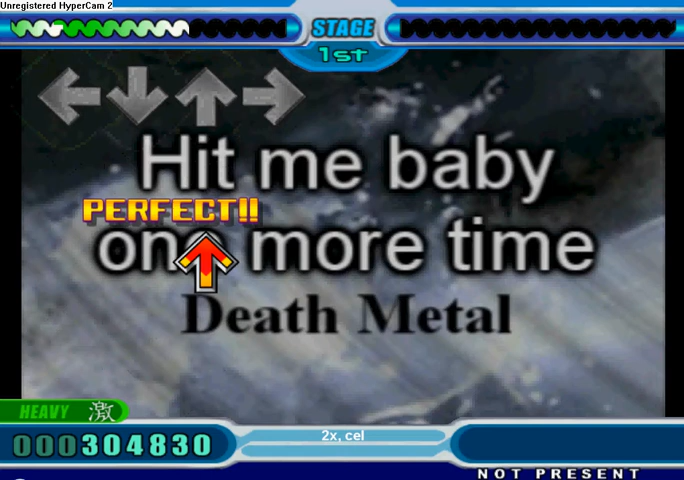 Unregistered HyperCam 2
STAGE
1st
Hit me baby
PERFECT!!
one more time
Death Metal
HEAVY 激
000304830
2x, cel
NOT PRESENT